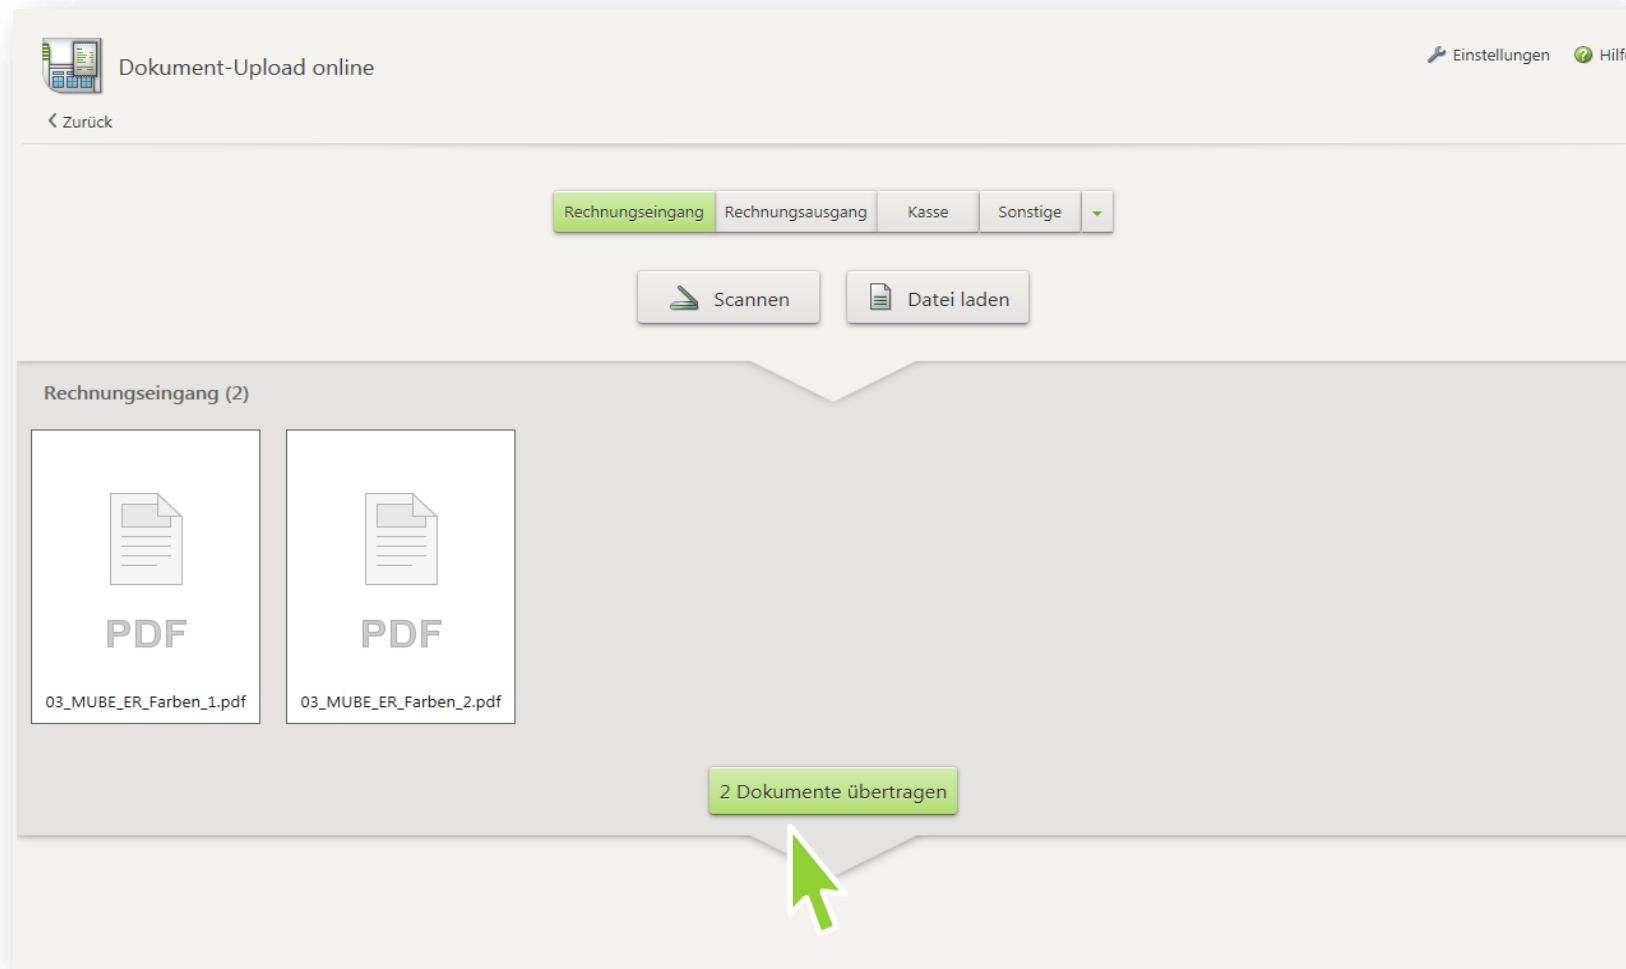 Dokument-Upload online
Einstellungen
Zurück
Rechnungseingang Rechnungsausgang Kasse Sonstige
Scannen Datei laden
Rechnungseingang (2)
PDF PDF
03_MUBE_ER_Farben_1.pdf 03_MUBE_ER_Farben_2.pdf
2 Dokumente übertragen